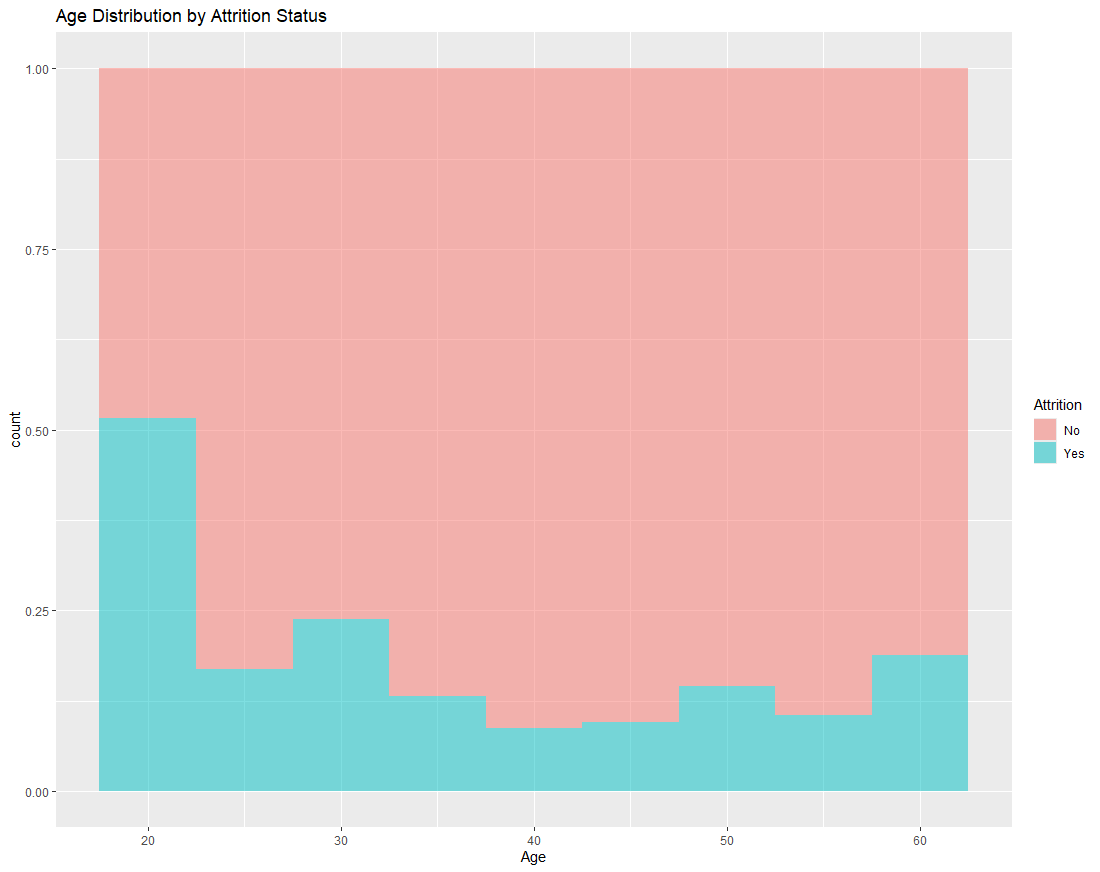 Age Distribution by Attrition Status
1.00
0.75
0.50
0.25
0.00
count
20 30 40 50 60
Age
Attrition
No
Yes